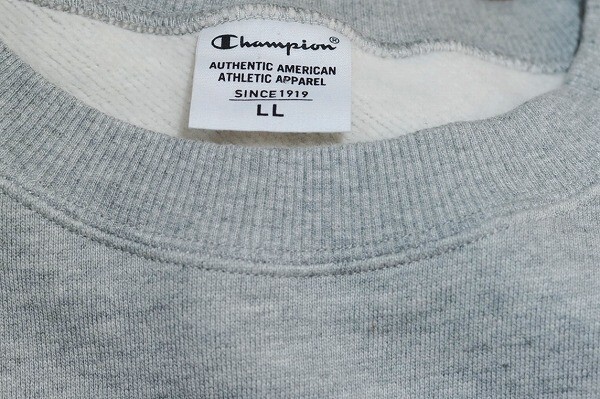 Champion®
AUTHENTIC AMERICAN
ATHLETIC APPAREL
SINCE 1919
LL